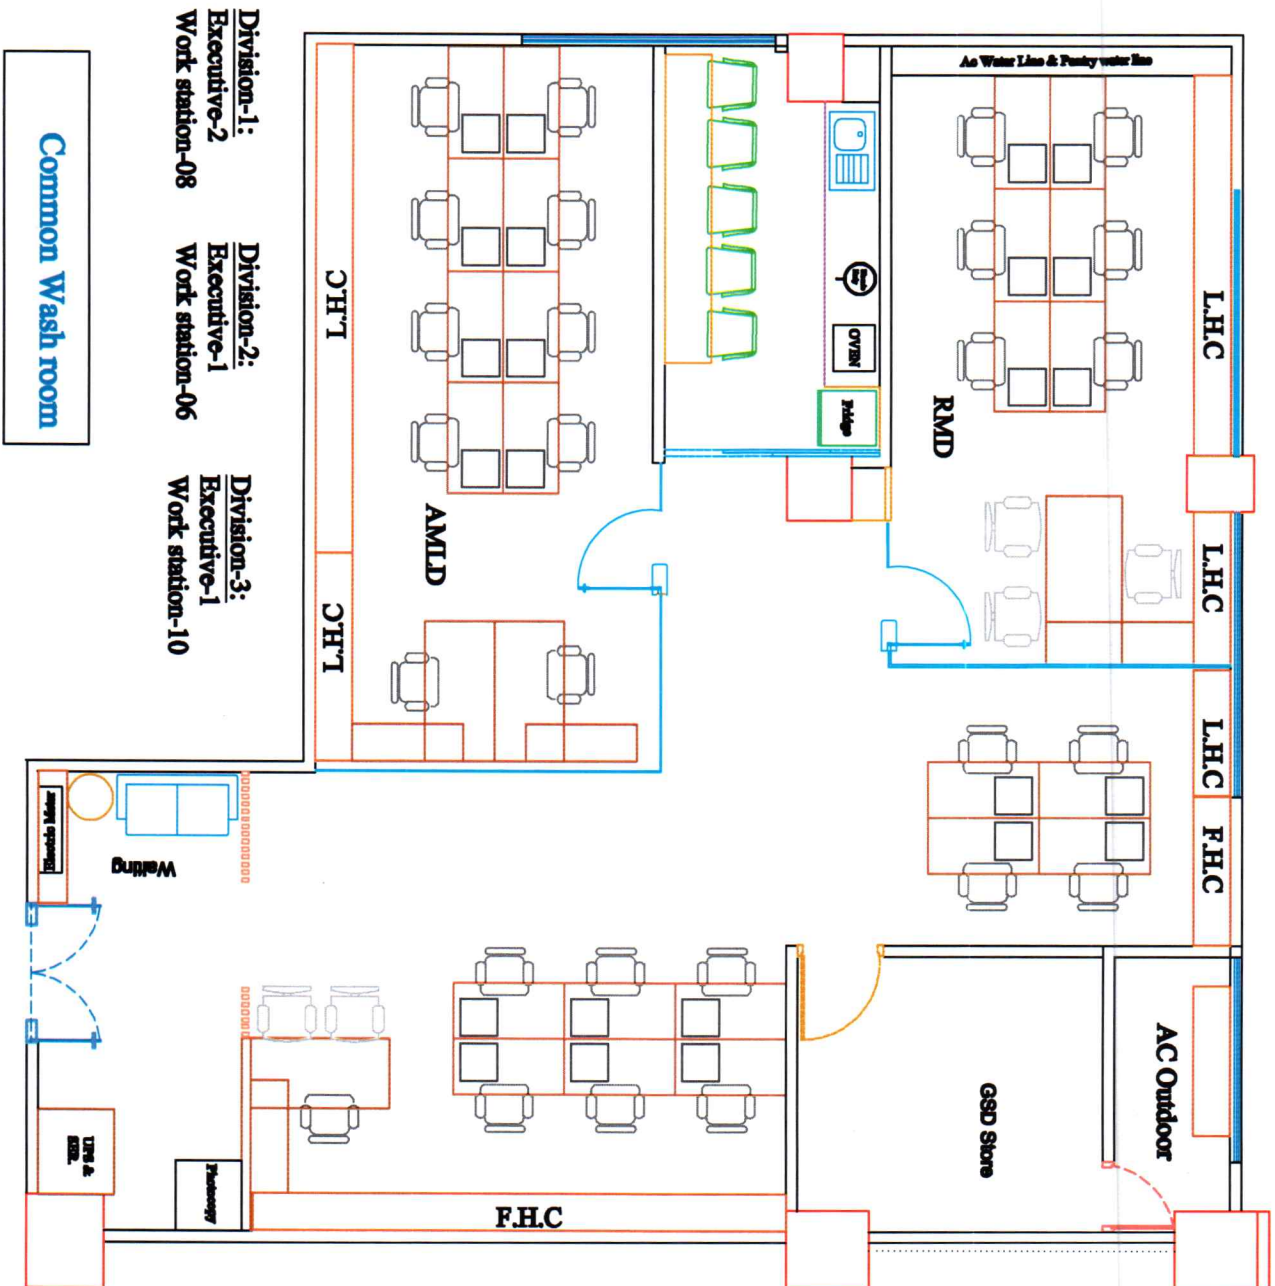 Ac Water Line & Pantry water line
L.H.C
L.H.C
L.H.C
F.H.C
AC Outdoor
RMD
OVEN
Fridge
GSD Store
AMLD
F.H.C
L.H.C
L.H.C
Division-1:
Executive-2
Work station-08
Division-2:
Executive-1
Work station-06
Division-3:
Executive-1
Work station-10
Waiting
Photocopy
UPS &
Common Wash room